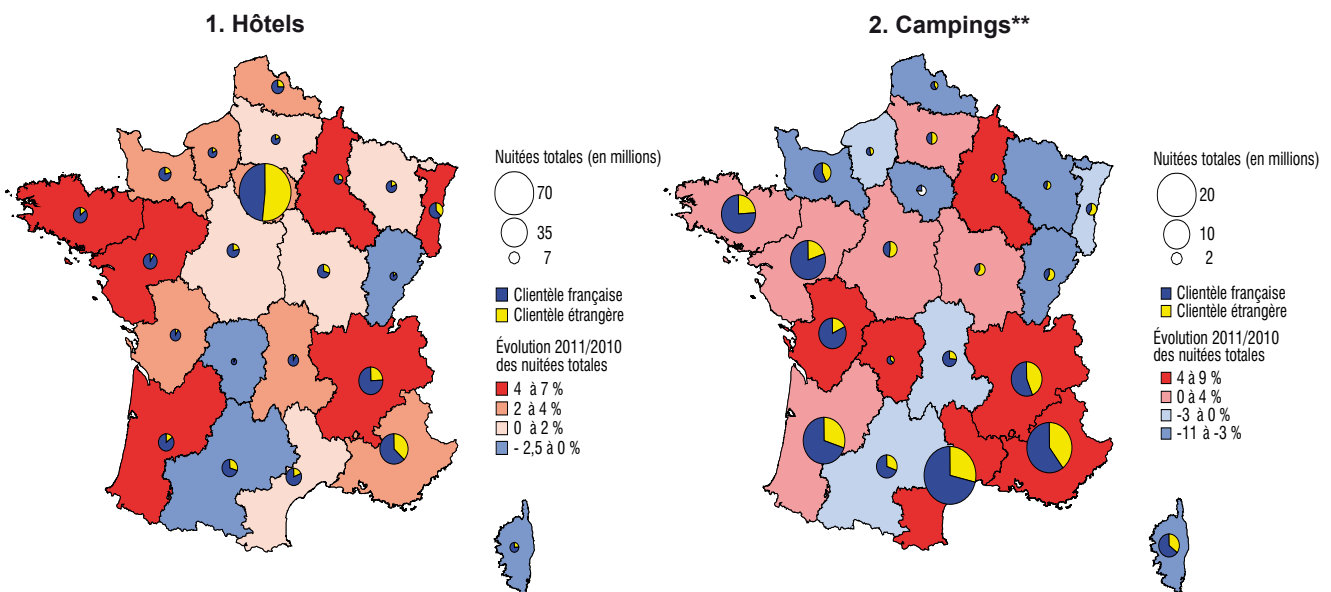 1. Hôtels
Nuitées totales (en millions)
70
35
7
Clientèle française
Clientèle étrangère
Évolution 2011/2010
des nuitées totales
4 à 7 %
2 à 4 %
0 à 2 %
- 2,5 à 0 %
2. Campings**
Nuitées totales (en millions)
20
10
2
Clientèle française
Clientèle étrangère
Évolution 2011/2010
des nuitées totales
4 à 9 %
0 à 4 %
-3 à 0 %
-11 à -3 %